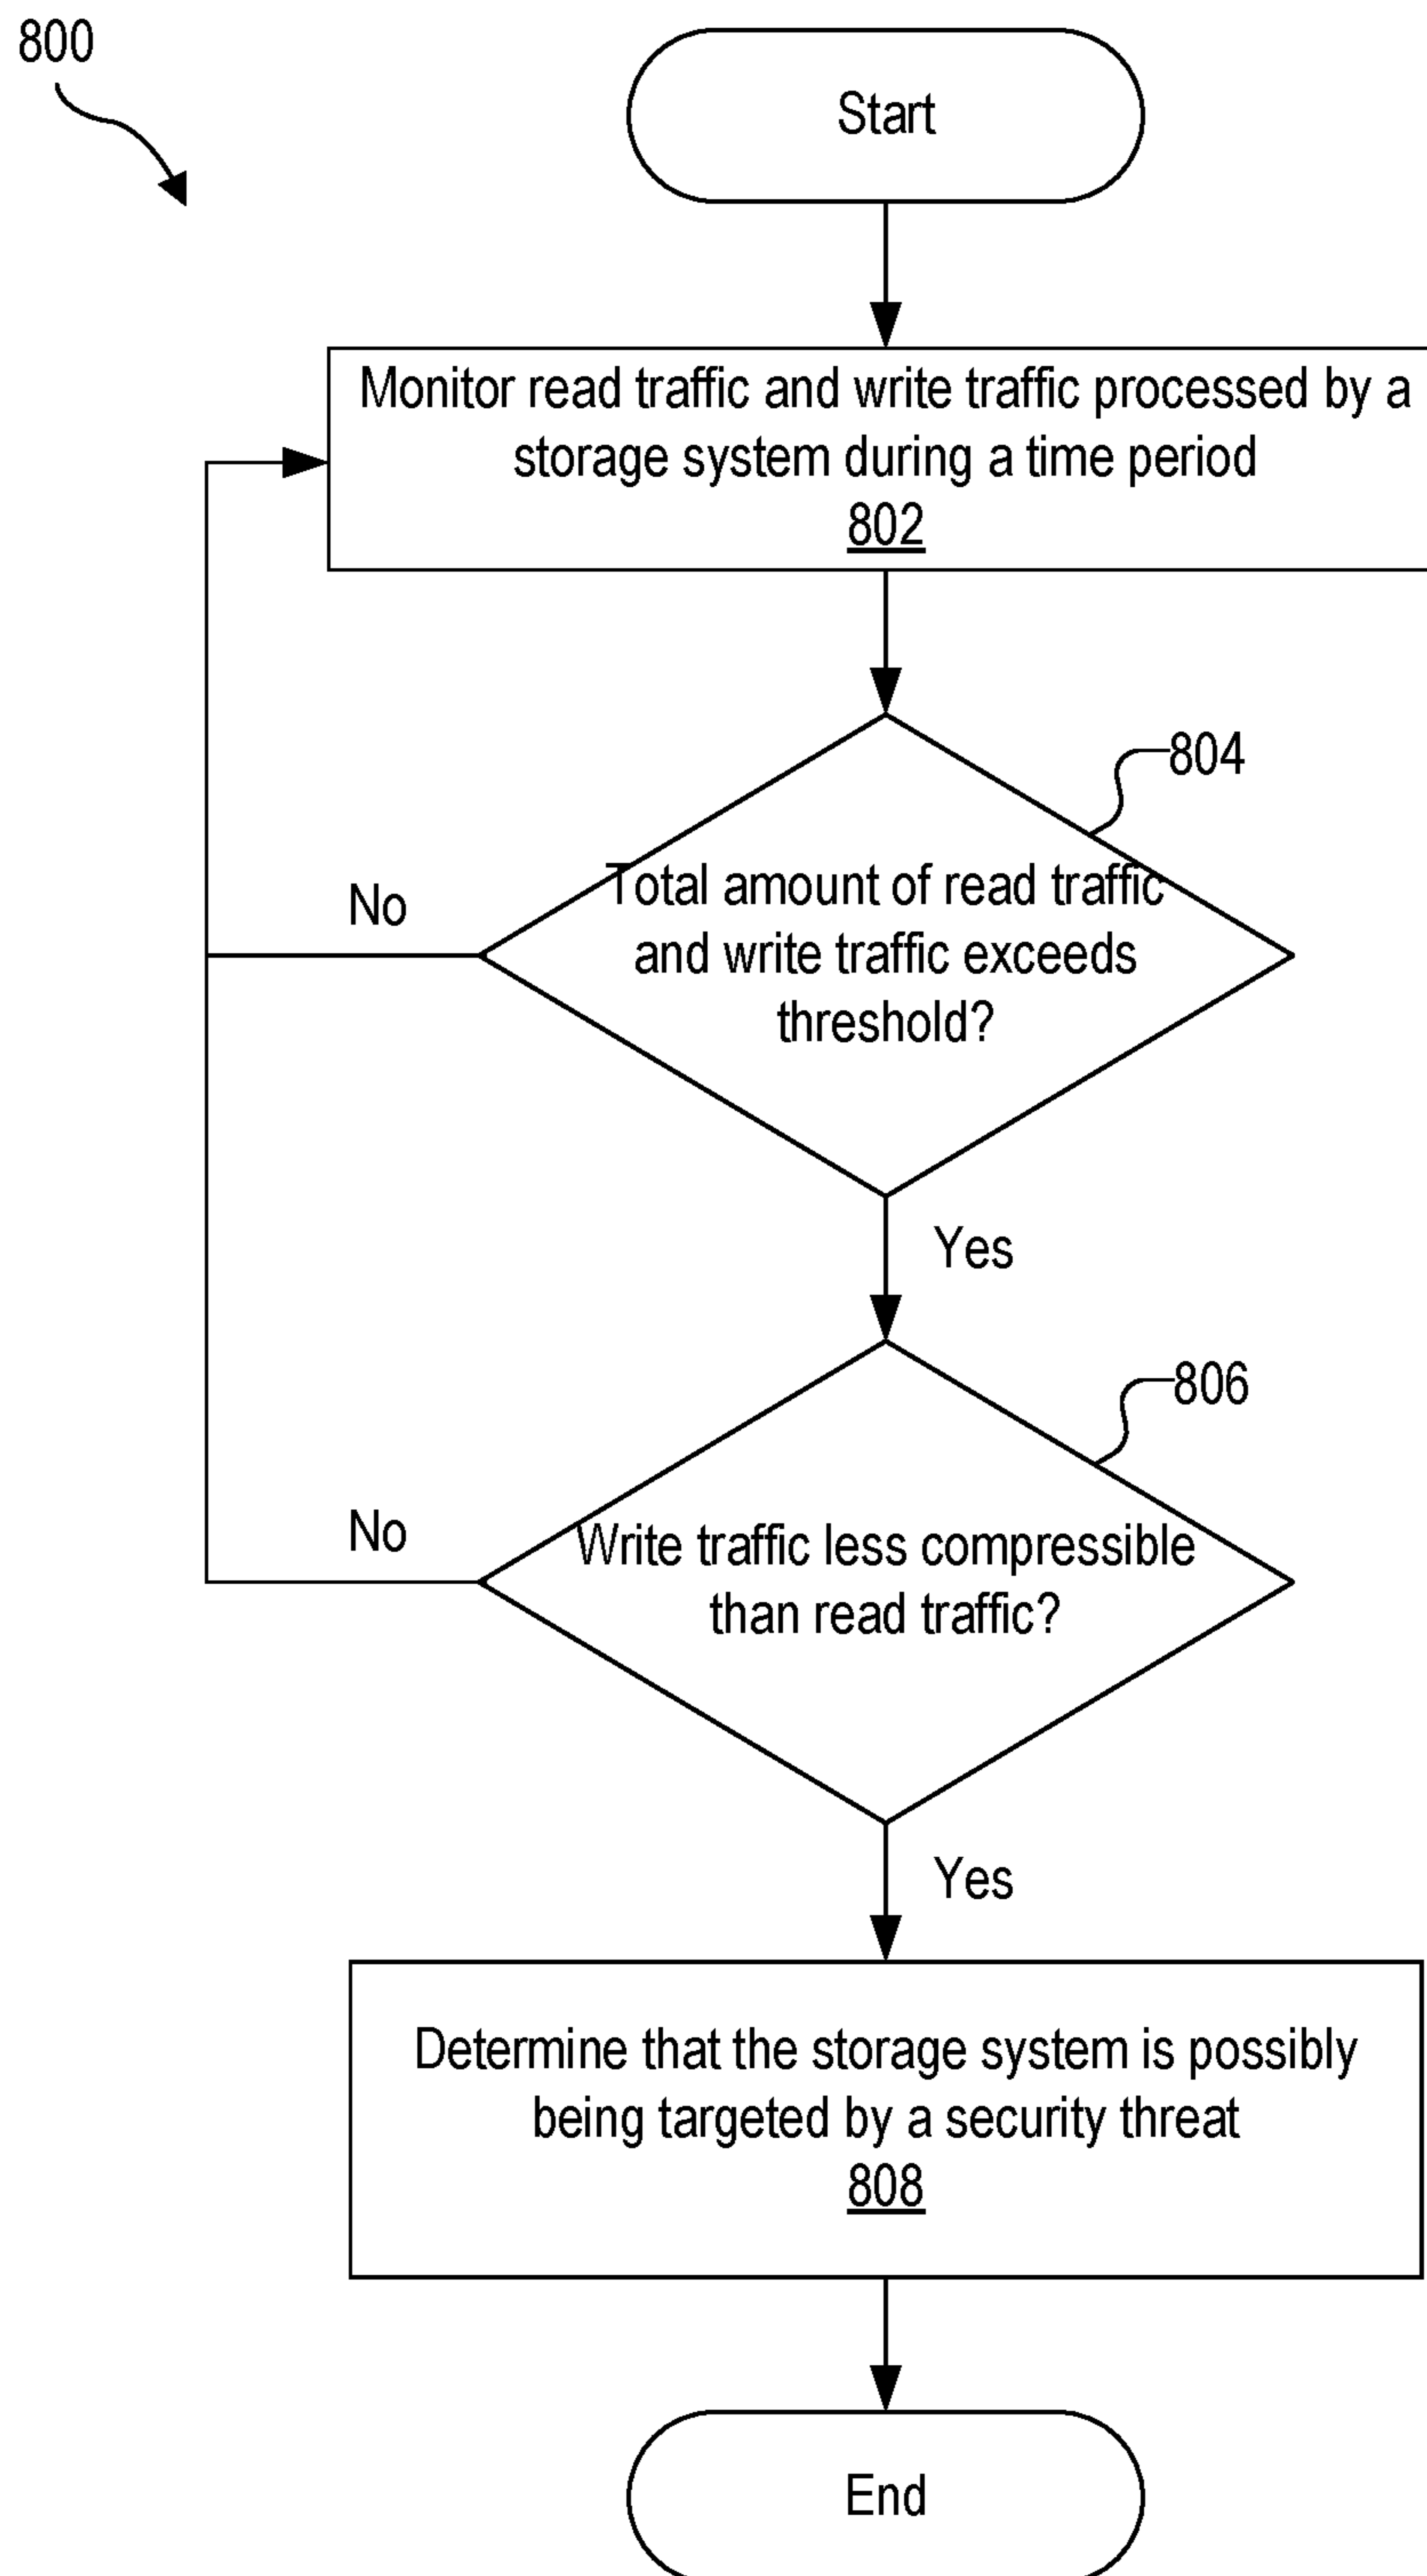 800
Start
Monitor read traffic and write traffic processed by a
storage system during a time period
802
804
Total amount of read traffic
and write traffic exceeds
threshold?
No
Yes
806
Write traffic less compressible
than read traffic?
No
Yes
Determine that the storage system is possibly
being targeted by a security threat
808
End